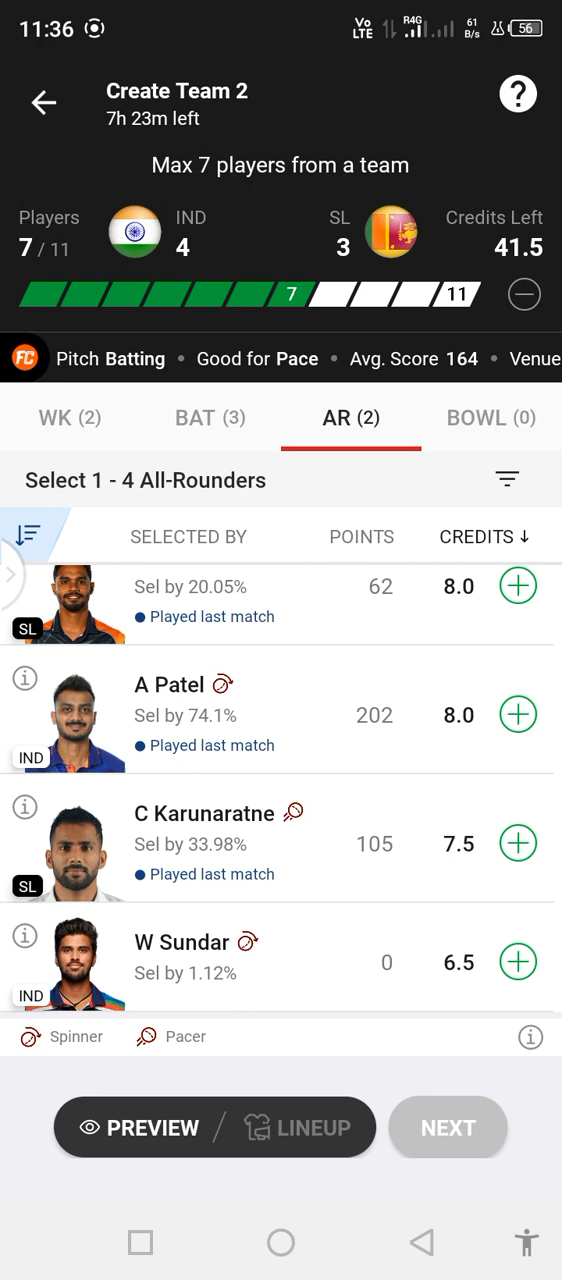 11:36 Vo LTE R4G 61 B/s 56
Create Team 2
7h 23m left
?
Max 7 players from a team
Players IND SL Credits Left
7 / 11 4 3 41.5
7 11
FC Pitch Batting • Good for Pace • Avg. Score 164 • Venue
WK (2) BAT (3) AR (2) BOWL (0)
Select 1 - 4 All-Rounders
SELECTED BY POINTS CREDITS ↓
Sel by 20.05% 62 8.0
Played last match
SL
A Patel
Sel by 74.1% 202 8.0
Played last match
IND
C Karunaratne
Sel by 33.98% 105 7.5
Played last match
SL
W Sundar
Sel by 1.12% 0 6.5
IND
Spinner Pacer
PREVIEW / LINEUP NEXT